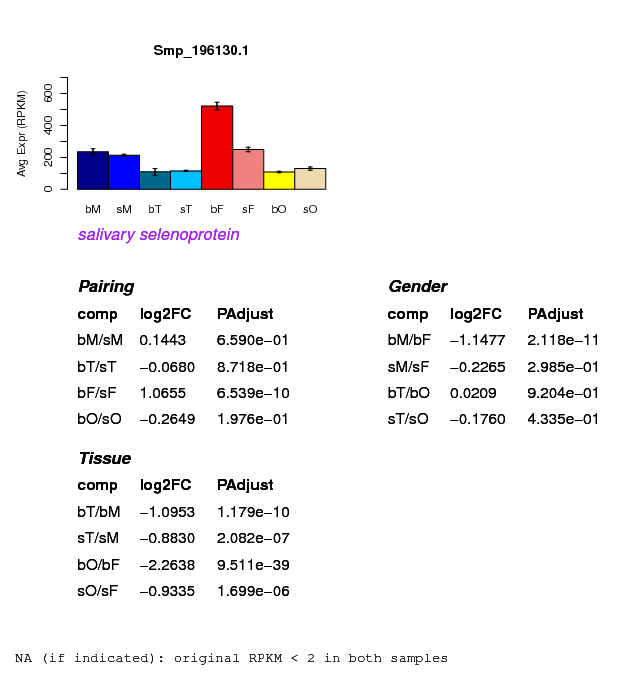 Smp_196130.1
Avg Expr (RPKM)
0 200 400 600
bM sM bT sT bF sF bO sO
salivary selenoprotein
Pairing
comp log2FC PAdjust
bM/sM 0.1443 6.590e−01
bT/sT −0.0680 8.718e−01
bF/sF 1.0655 6.539e−10
bO/sO −0.2649 1.976e−01
Gender
comp log2FC PAdjust
bM/bF −1.1477 2.118e−11
sM/sF −0.2265 2.985e−01
bT/bO 0.0209 9.204e−01
sT/sO −0.1760 4.335e−01
Tissue
comp log2FC PAdjust
bT/bM −1.0953 1.179e−10
sT/sM −0.8830 2.082e−07
bO/bF −2.2638 9.511e−39
sO/sF −0.9335 1.699e−06
NA (if indicated): original RPKM < 2 in both samples